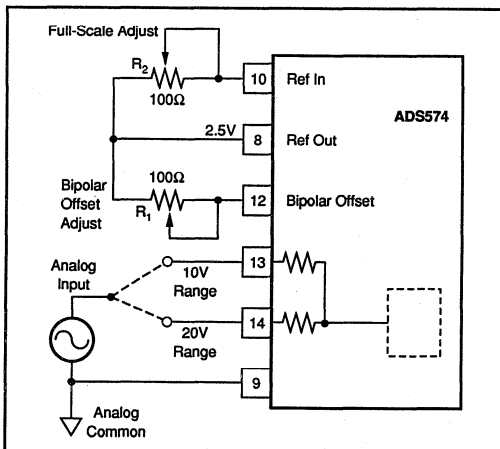 Full-Scale Adjust
R2
100Ω
10
Ref In
ADS574
2.5V
8
Ref Out
100Ω
Bipolar
Offset
Adjust
R1
12
Bipolar Offset
Analog
Input
10V
Range
13
20V
Range
14
9
Analog
Common